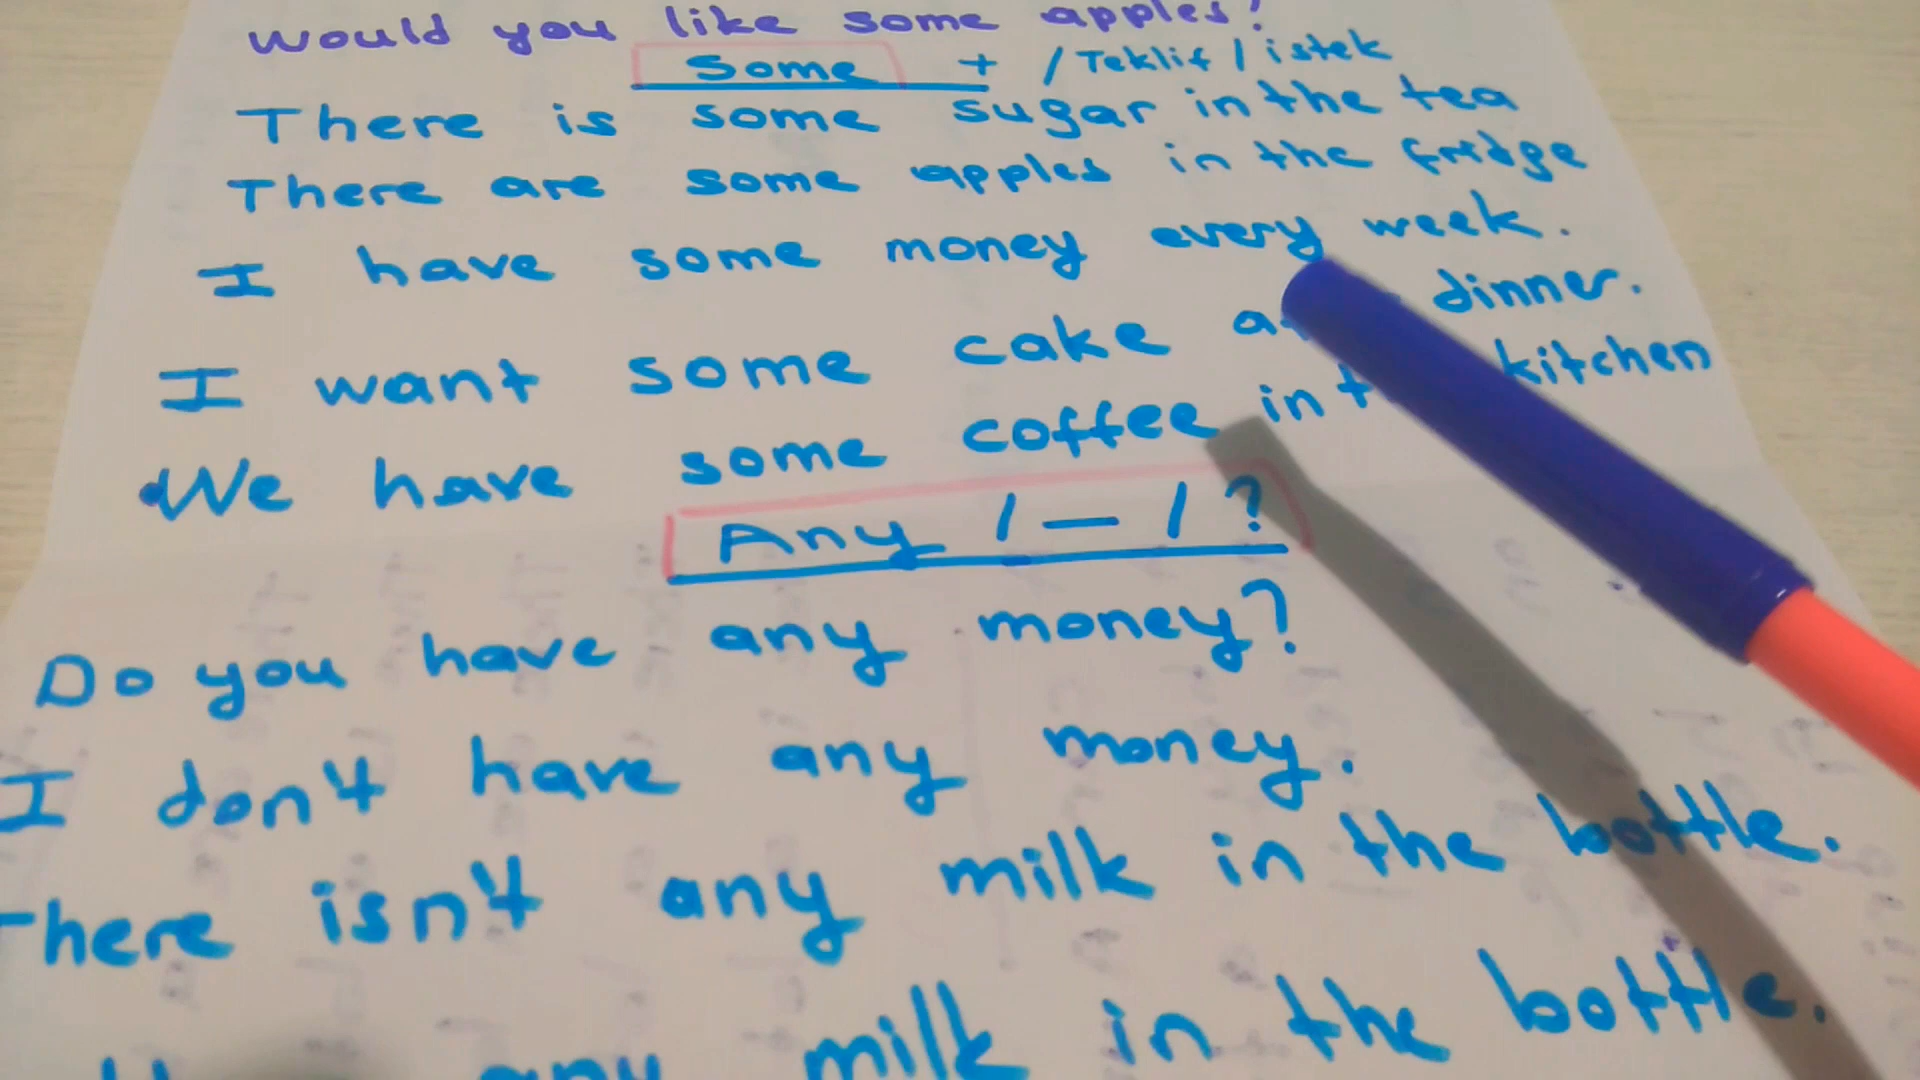 Would you like some apples?
Some + / Teklif / istek
There is some sugar in the tea
There are some apples in the fridge
I have some money every week.
I want some cake dinner.
We have some coffee in kitchen
Any / — / ?
Do you have any money?
I don't have any money.
There isn't any milk in the bottle.
any milk in the bottle.